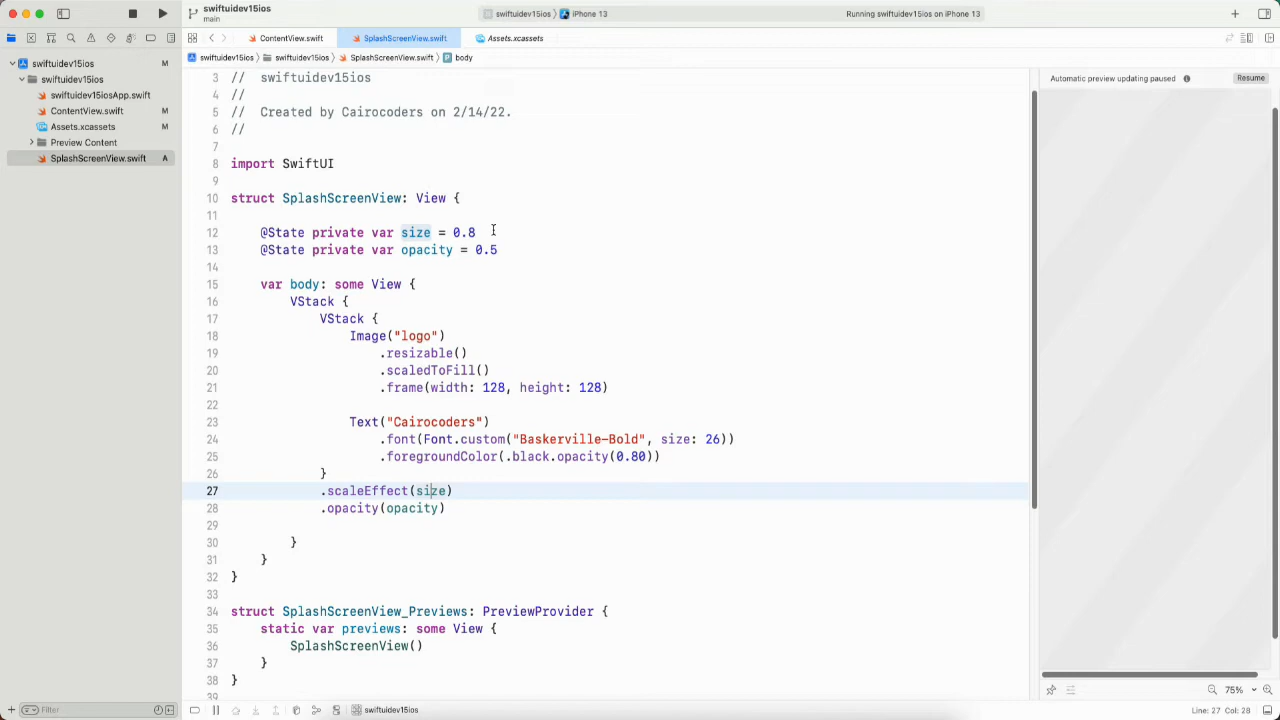 swiftuidev15ios
main
swiftuidev15ios
iPhone 13
Running swiftuidev15ios on iPhone 13
ContentView.swift
SplashScreenView.swift
Assets.xcassets
swiftuidev15ios
swiftuidev15ios
SplashScreenView.swift
body
swiftuidev15ios M
swiftuidev15ios
swiftuidev15iosApp.swift
ContentView.swift M
Assets.xcassets M
Preview Content
SplashScreenView.swift A
3 //  swiftuidev15ios
4 //
5 //  Created by Cairocoders on 2/14/22.
6 //
7
8 import SwiftUI
9
10 struct SplashScreenView: View {
11
12     @State private var size = 0.8
13     @State private var opacity = 0.5
14
15     var body: some View {
16         VStack {
17             VStack {
18                 Image("logo")
19                     .resizable()
20                     .scaledToFill()
21                     .frame(width: 128, height: 128)
22
23                 Text("Cairocoders")
24                     .font(Font.custom("Baskerville-Bold", size: 26))
25                     .foregroundColor(.black.opacity(0.80))
26             }
27             .scaleEffect(size)
28             .opacity(opacity)
29
30         }
31     }
32 }
33
34 struct SplashScreenView_Previews: PreviewProvider {
35     static var previews: some View {
36         SplashScreenView()
37     }
38 }
39
Automatic preview updating paused
Resume
75%
Filter
swiftuidev15ios
Line: 27 Col: 28